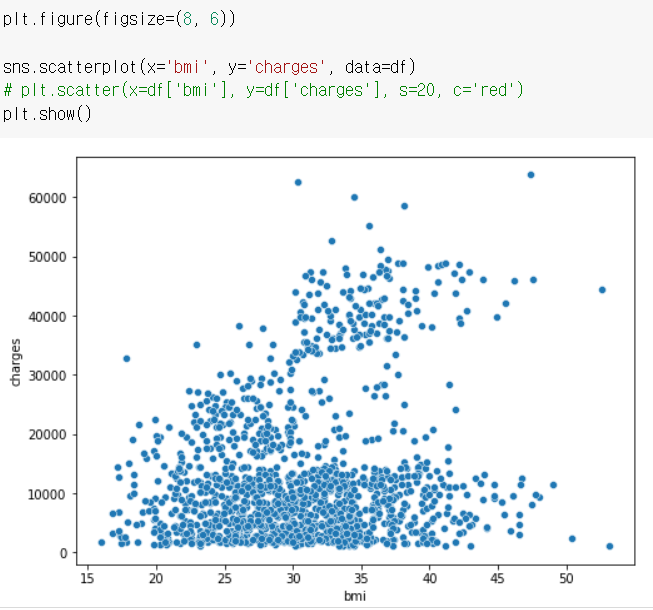 plt.figure(figsize=(8, 6))
sns.scatterplot(x='bmi', y='charges', data=df)
# plt.scatter(x=df['bmi'], y=df['charges'], s=20, c='red')
plt.show()
60000
50000
40000
30000
20000
10000
0
charges
15 20 25 30 35 40 45 50
bmi